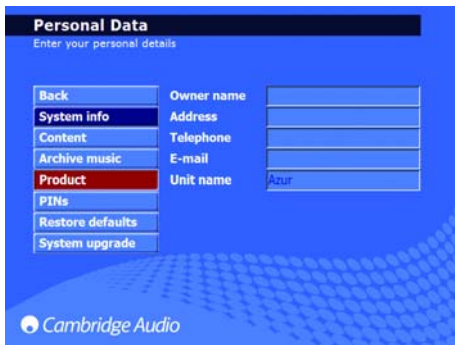 Personal Data
Enter your personal details
Back
System info
Content
Archive music
Product
PINs
Restore defaults
System upgrade
Owner name
Address
Telephone
E-mail
Unit name Azur
Cambridge Audio